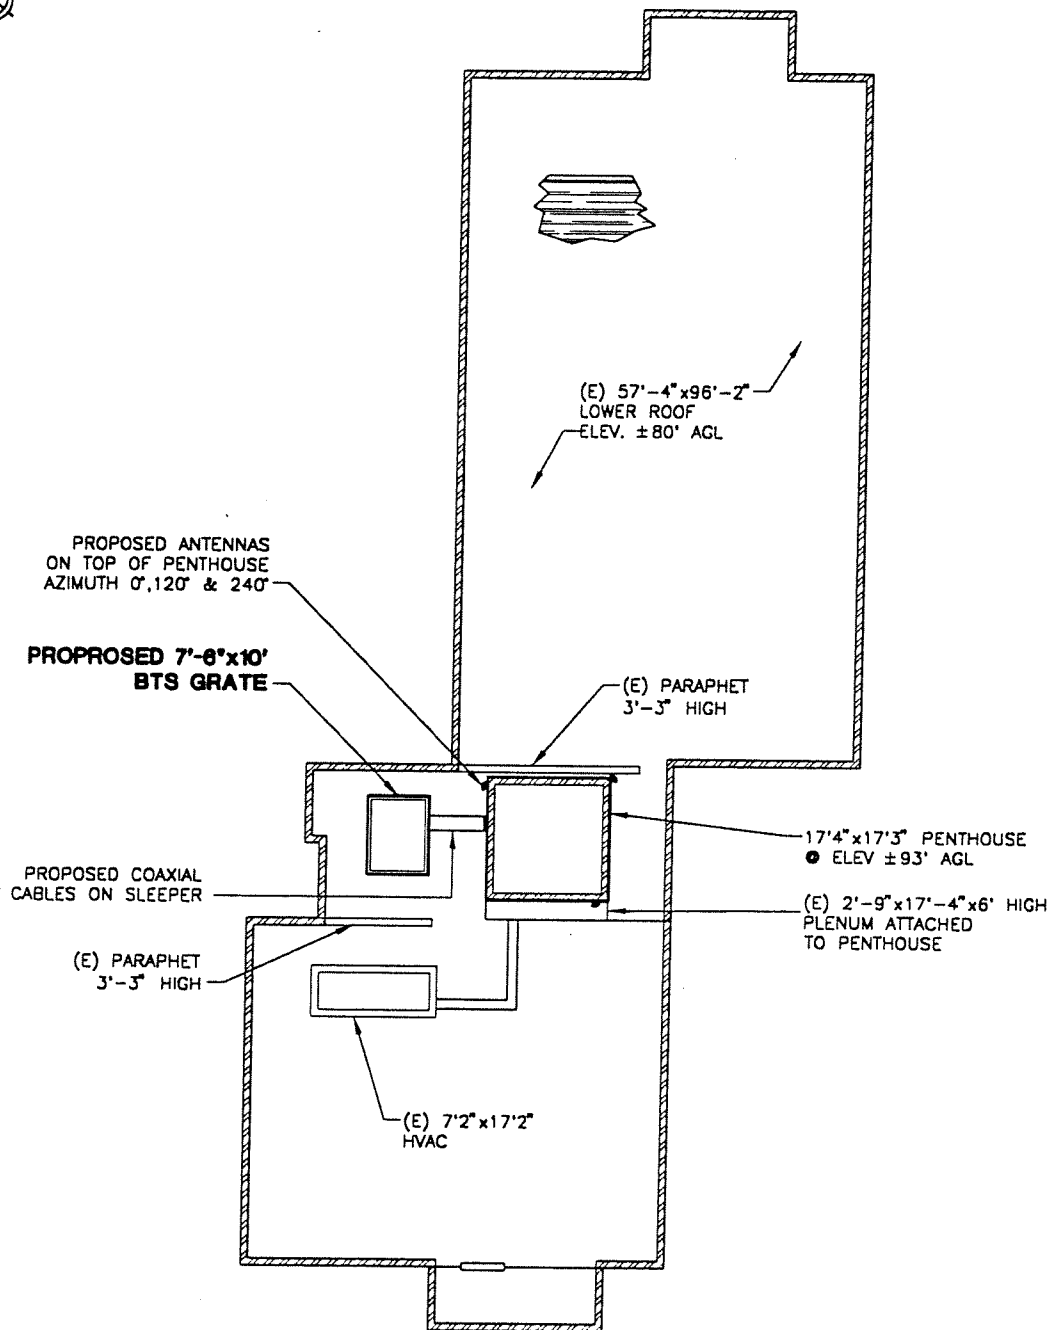 (E) 57'-4"x96'-2"
LOWER ROOF
ELEV. ±80' AGL
PROPOSED ANTENNAS
ON TOP OF PENTHOUSE
AZIMUTH 0°,120° & 240°
PROPROSED 7'-6"x10'
BTS GRATE
(E) PARAPHET
3'-3" HIGH
17'4"x17'3" PENTHOUSE
@ ELEV ±93' AGL
PROPOSED COAXIAL
CABLES ON SLEEPER
(E) 2'-9"x17'-4"x6' HIGH
PLENUM ATTACHED
TO PENTHOUSE
(E) PARAPHET
3'-3" HIGH
(E) 7'2"x17'2"
HVAC